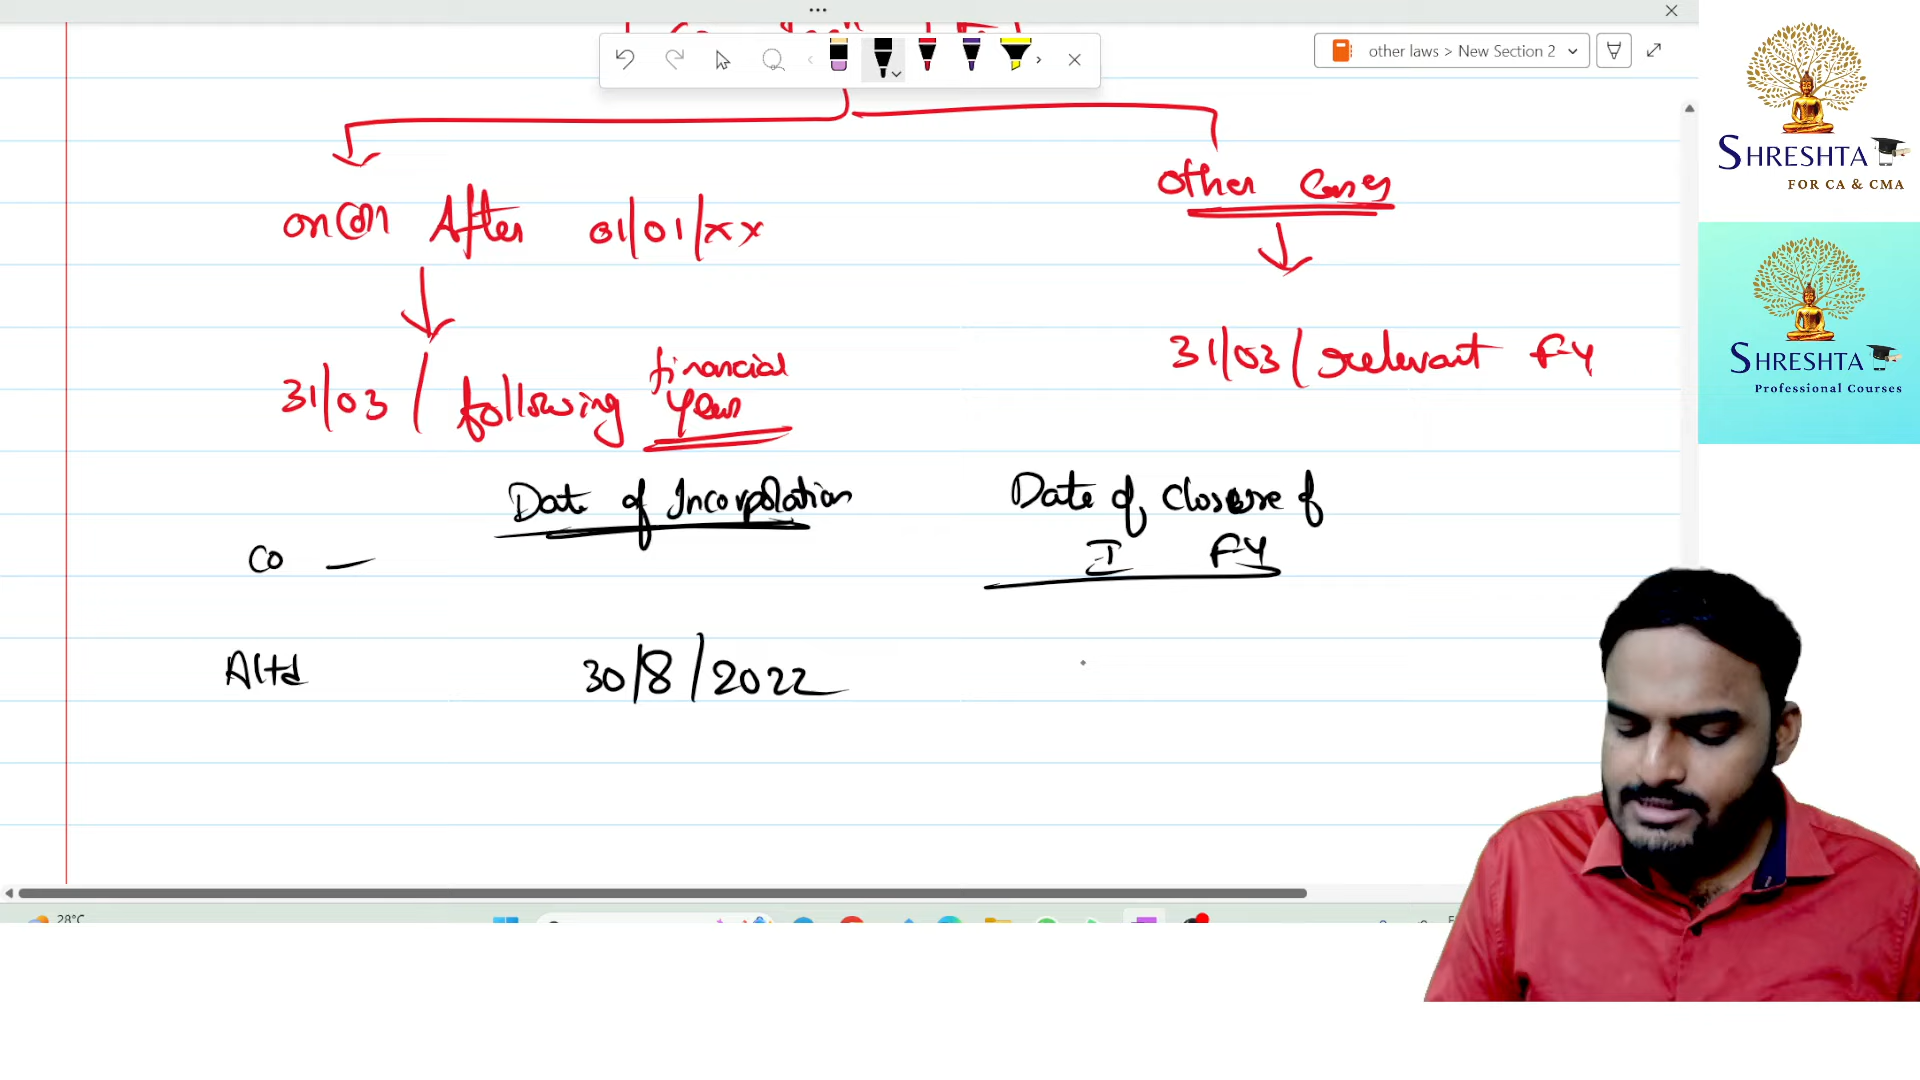 other laws > New Section 2
SHRESHTA
FOR CA & CMA
on (or) After 01/01/xx
Other Cases
31/03 / following financial year
31/03 / relevant FY
SHRESHTA
Professional Courses
Date of Incorporation
Date of Closure of
I FY
Co —
A ltd
30/8/2022
28°C